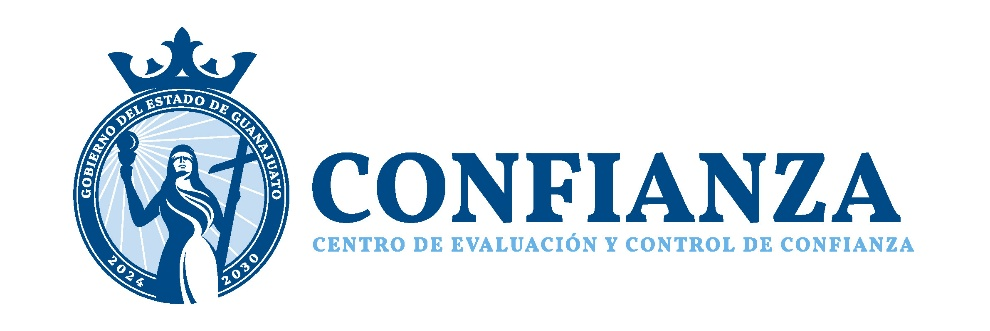 GOBIERNO DEL ESTADO DE GUANAJUATO
2024 2030
CONFIANZA
CENTRO DE EVALUACIÓN Y CONTROL DE CONFIANZA